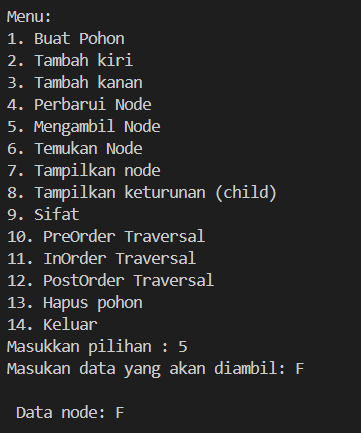 Menu:
1. Buat Pohon
2. Tambah kiri
3. Tambah kanan
4. Perbarui Node
5. Mengambil Node
6. Temukan Node
7. Tampilkan node
8. Tampilkan keturunan (child)
9. Sifat
10. PreOrder Traversal
11. InOrder Traversal
12. PostOrder Traversal
13. Hapus pohon
14. Keluar
Masukkan pilihan : 5
Masukan data yang akan diambil: F
Data node: F